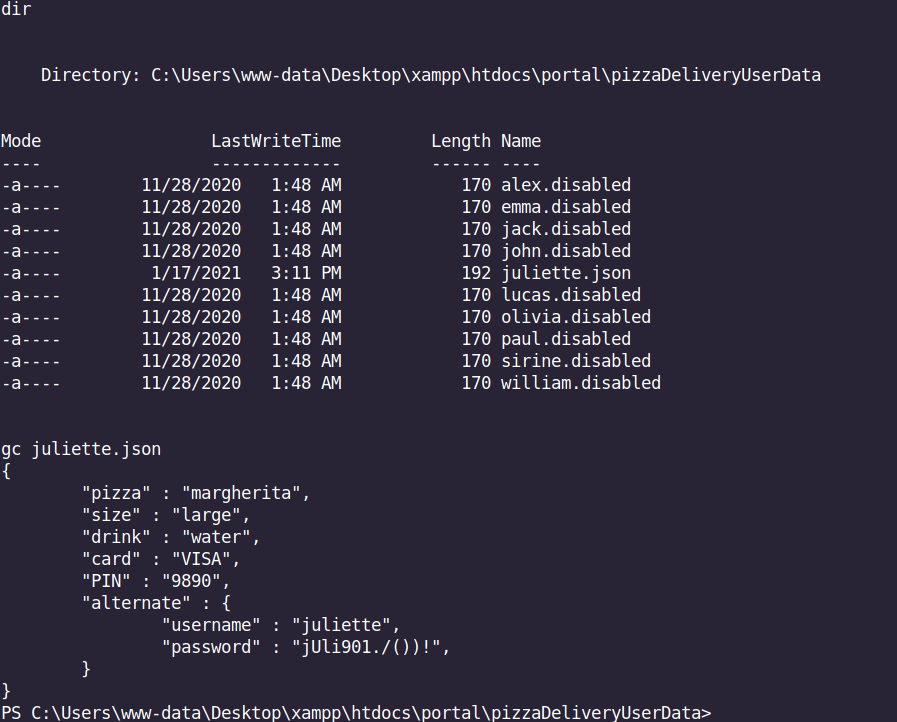 dir
Directory: C:\Users\www-data\Desktop\xampp\htdocs\portal\pizzaDeliveryUserData
Mode                 LastWriteTime         Length Name
----                 -------------         ------ ----
-a----        11/28/2020   1:48 AM            170 alex.disabled
-a----        11/28/2020   1:48 AM            170 emma.disabled
-a----        11/28/2020   1:48 AM            170 jack.disabled
-a----        11/28/2020   1:48 AM            170 john.disabled
-a----         1/17/2021   3:11 PM            192 juliette.json
-a----        11/28/2020   1:48 AM            170 lucas.disabled
-a----        11/28/2020   1:48 AM            170 olivia.disabled
-a----        11/28/2020   1:48 AM            170 paul.disabled
-a----        11/28/2020   1:48 AM            170 sirine.disabled
-a----        11/28/2020   1:48 AM            170 william.disabled
gc juliette.json
{
        "pizza" : "margherita",
        "size" : "large",
        "drink" : "water",
        "card" : "VISA",
        "PIN" : "9890",
        "alternate" : {
                "username" : "juliette",
                "password" : "jUli901./())!",
        }
}
PS C:\Users\www-data\Desktop\xampp\htdocs\portal\pizzaDeliveryUserData>